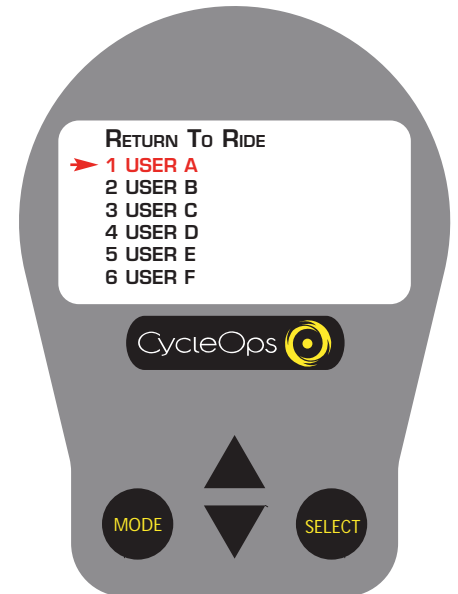 RETURN TO RIDE
1 USER A
2 USER B
3 USER C
4 USER D
5 USER E
6 USER F
CycleOps
MODE
SELECT